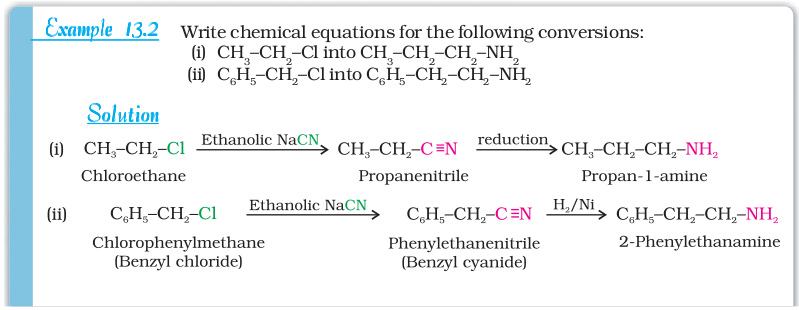 Example 13.2 Write chemical equations for the following conversions:
(i) CH₃–CH₂–Cl into CH₃–CH₂–CH₂–NH₂
(ii) C₆H₅–CH₂–Cl into C₆H₅–CH₂–CH₂–NH₂
Solution
(i) CH₃–CH₂–Cl Ethanolic NaCN CH₃–CH₂–C≡N reduction CH₃–CH₂–CH₂–NH₂
Chloroethane Propanenitrile Propan-1-amine
(ii) C₆H₅–CH₂–Cl Ethanolic NaCN C₆H₅–CH₂–C≡N H₂/Ni C₆H₅–CH₂–CH₂–NH₂
Chlorophenylmethane Phenylethanenitrile 2-Phenylethanamine
(Benzyl chloride) (Benzyl cyanide)